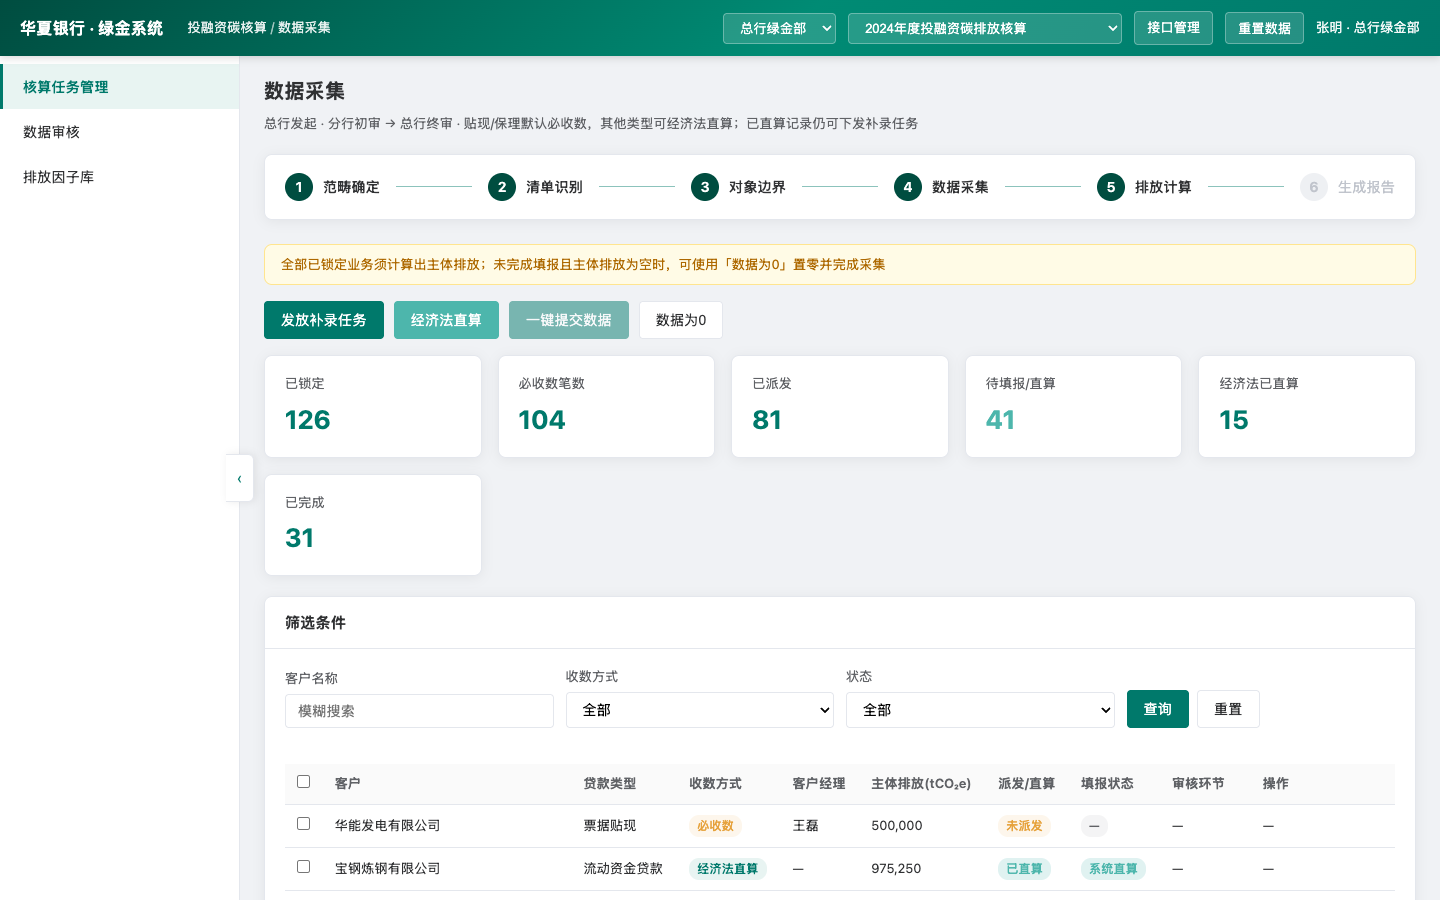 华夏银行 · 绿金系统
投融资碳核算 / 数据采集
总行绿金部
2024年度投融资碳排放核算
接口管理
重置数据
张明 · 总行绿金部
核算任务管理
数据审核
排放因子库
‹
数据采集
总行发起 · 分行初审 → 总行终审 · 贴现/保理默认必收数，其他类型可经济法直算；已直算记录仍可下发补录任务
1 范畴确定
2 清单识别
3 对象边界
4 数据采集
5 排放计算
6 生成报告
全部已锁定业务须计算出主体排放；未完成填报且主体排放为空时，可使用「数据为0」置零并完成采集
发放补录任务
经济法直算
一键提交数据
数据为0
已锁定
126
必收数笔数
104
已派发
81
待填报/直算
41
经济法已直算
15
已完成
31
筛选条件
客户名称
模糊搜索
收数方式
全部
状态
全部
查询
重置
客户 贷款类型 收数方式 客户经理 主体排放(tCO₂e) 派发/直算 填报状态 审核环节 操作
华能发电有限公司 票据贴现 必收数 王磊 500,000 未派发 — — —
宝钢炼钢有限公司 流动资金贷款 经济法直算 — 975,250 已直算 系统直算 — —